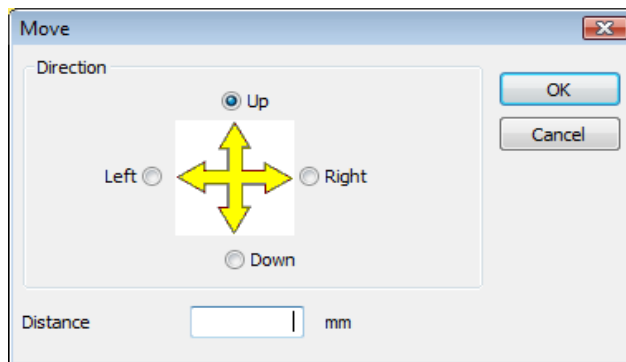 Move
Direction
Up
OK
Cancel
Left
Right
Down
Distance mm